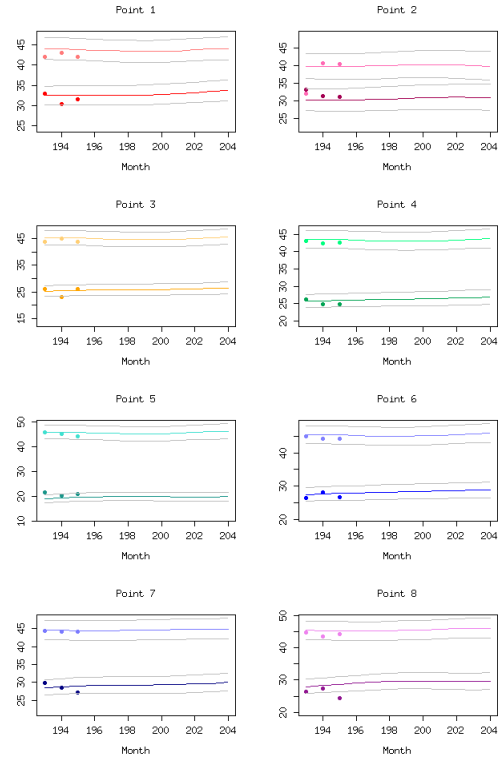 Point 1
25 30 35 40 45
194 196 198 200 202 204
Month
Point 2
25 30 35 40 45
194 196 198 200 202 204
Month
Point 3
15 25 35 45
194 196 198 200 202 204
Month
Point 4
20 25 30 35 40 45
194 196 198 200 202 204
Month
Point 5
10 20 30 40 50
194 196 198 200 202 204
Month
Point 6
20 30 40
194 196 198 200 202 204
Month
Point 7
25 30 35 40 45
194 196 198 200 202 204
Month
Point 8
20 30 40 50
194 196 198 200 202 204
Month